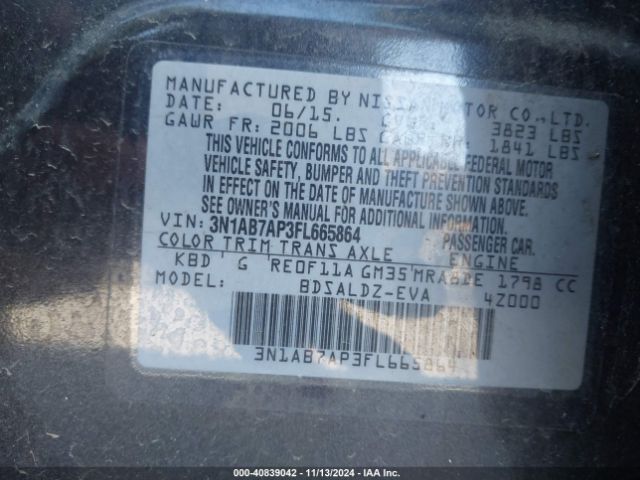 MANUFACTURED BY NISSAN MOTOR CO.,LTD.
DATE: 06/15. 3823 LBS
GAWR FR: 2006 LBS RR: 1841 LBS
THIS VEHICLE CONFORMS TO ALL APPLICABLE FEDERAL MOTOR
VEHICLE SAFETY, BUMPER AND THEFT PREVENTION STANDARDS
IN EFFECT ON THE DATE OF MANUFACTURE SHOWN ABOVE.
SEE OWNER'S MANUAL FOR ADDITIONAL INFORMATION.
VIN: 3N1AB7AP3FL665864 PASSENGER CAR.
COLOR TRIM TRANS AXLE ENGINE
KBD G RE0F11A GM35 MRA8DE 1798 CC
MODEL: BDSALDZ-EVA 4Z000
3N1AB7AP3FL665864
000-40839042 - 11/13/2024 - IAA Inc.